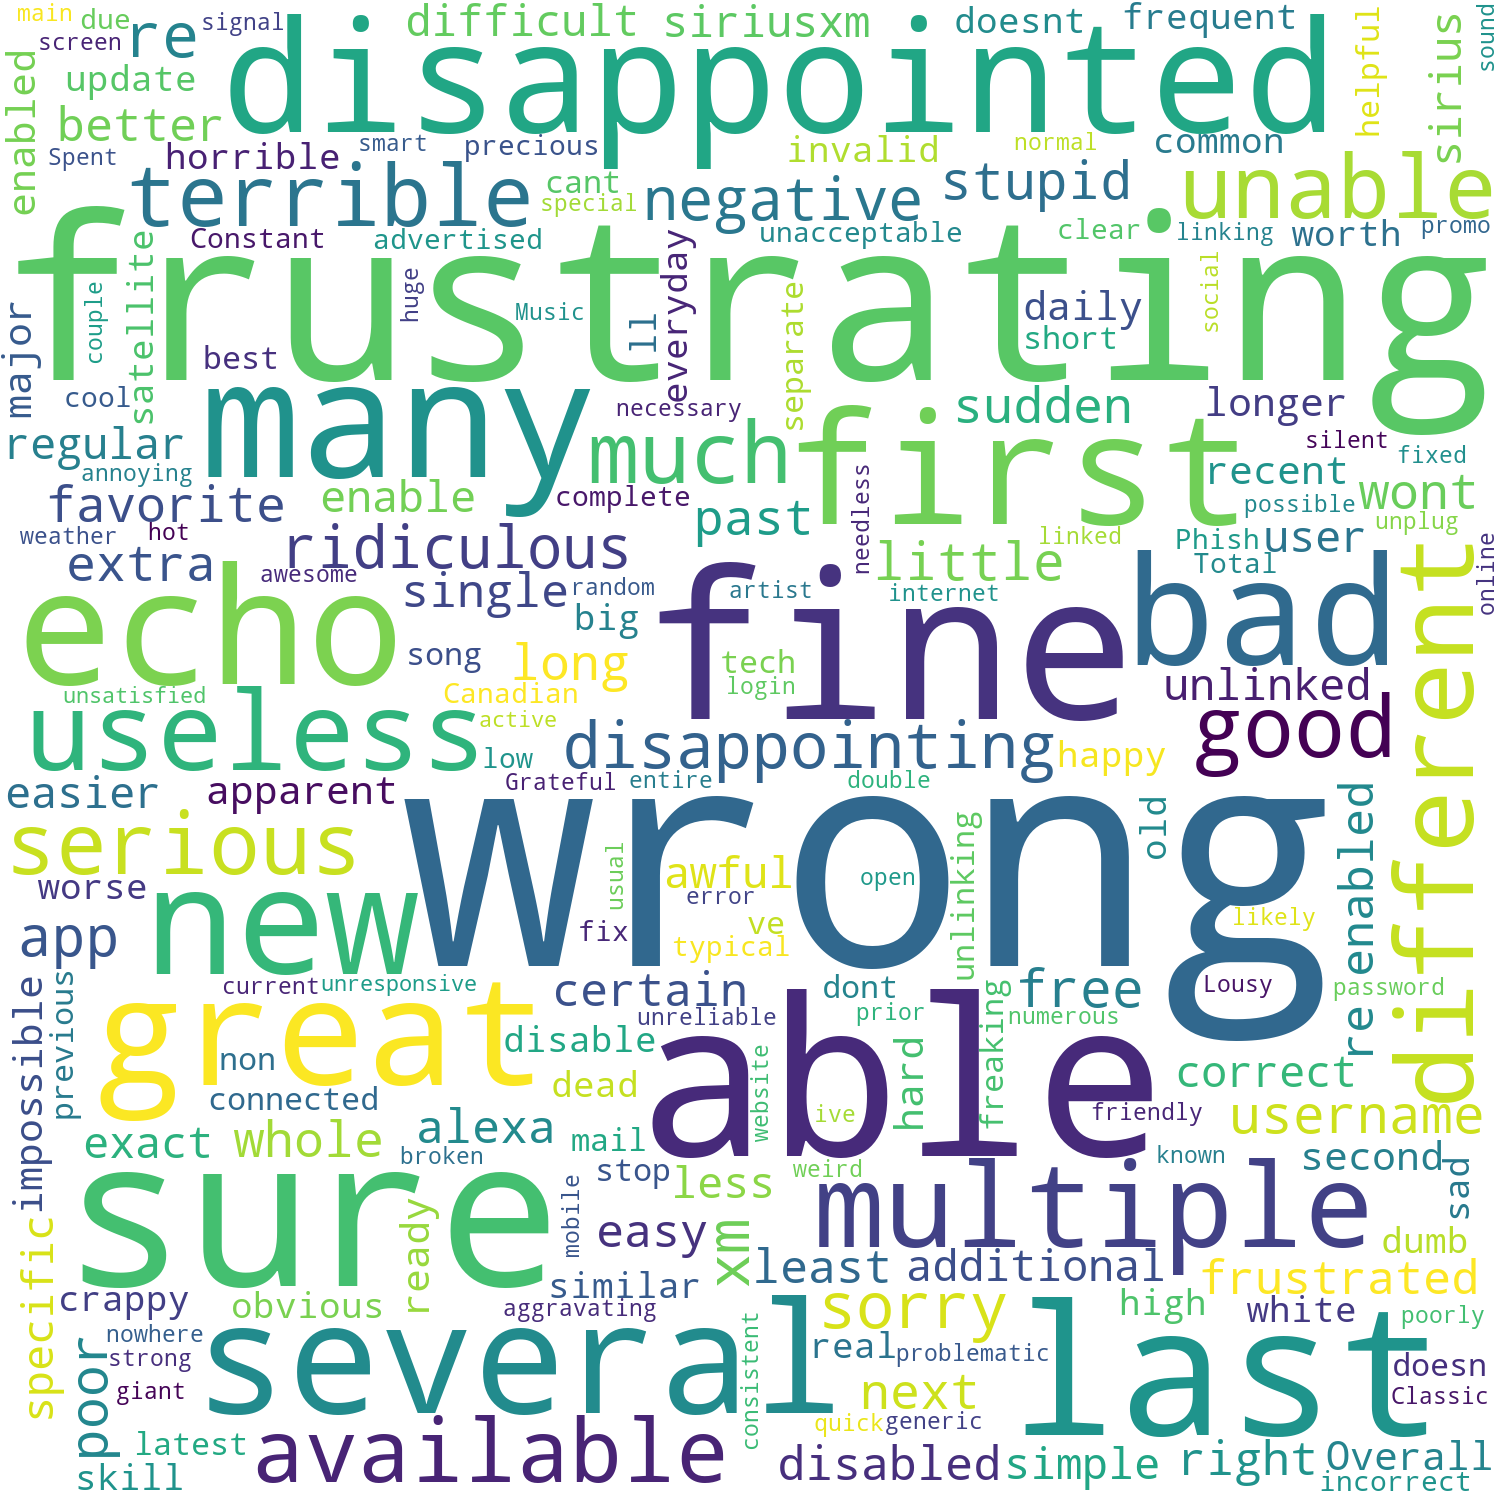 main
due
signal
screen
re
difficult
siriusxm
doesnt
frequent
sound
disappointed
helpful
sirius
enabled
update
better
Spent
horrible
smart
precious
invalid
normal
common
terrible
cant
special
negative
stupid
unable
Constant
advertised
unacceptable
clear
linking
worth
promo
frustrating
satellite
couple
huge
Music
ll
everyday
separate
daily
short
social
major
best
cool
many
necessary
much
first
sudden
longer
silent
fixed
regular
annoying
recent
favorite
enable
complete
past
needless
possible
wont
unplug
weather
hot
ridiculous
linked
Phish
user
online
extra
awesome
single
random
little
Total
different
echo
big
artist
internet
fine
bad
song
long
tech
login
unsatisfied
Canadian
active
unlinked
good
useless
low
disappointing
happy
easier
apparent
Grateful
entire
double
old
re enabled
serious
wrong
worse
new
usual
awful
error
open
unlinking
likely
app
fix
ve
typical
impossible
previous
current
unresponsive
certain
dont
free
Lousy
password
great
unreliable
prior
numerous
non
disable
able
website
hard
freaking
correct
connected
dead
ive
friendly
username
exact
whole
alexa
broken
mail
stop
less
weird
known
second
sad
sure
ready
mobile
easy
xm
multiple
specific
least
additional
dumb
similar
frustrated
crappy
obvious
aggravating
sorry
high
white
poorly
poor
nowhere
strong
several
consistent
real
problematic
last
doesn
giant
next
Classic
latest
available
quick
generic
skill
disabled
simple
right
Overall
incorrect